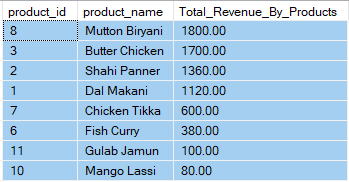 product_id product_name Total_Revenue_By_Products
8 Mutton Biryani 1800.00
3 Butter Chicken 1700.00
2 Shahi Panner 1360.00
1 Dal Makani 1120.00
7 Chicken Tikka 600.00
6 Fish Curry 380.00
11 Gulab Jamun 100.00
10 Mango Lassi 80.00